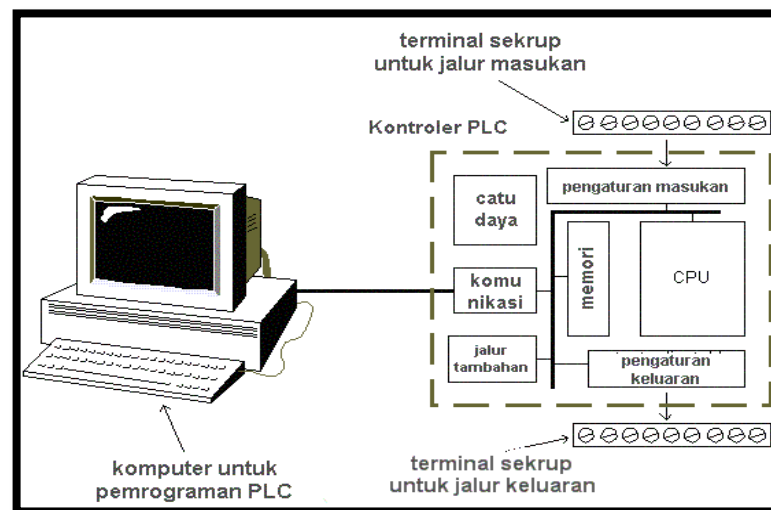 terminal sekrup
untuk jalur masukan
Kontroler PLC
pengaturan masukan
catu
daya
memori
CPU
komu
nikasi
jalur
tambahan
pengaturan
keluaran
komputer untuk
pemrograman PLC
terminal sekrup
untuk jalur keluaran